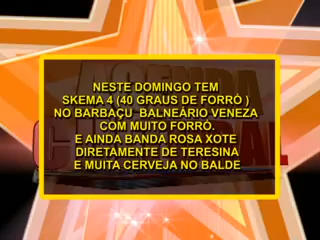 NESTE DOMINGO TEM
SKEMA 4 (40 GRAUS DE FORRÓ )
NO BARBAÇU BALNEÁRIO VENEZA
COM MUITO FORRÓ.
E AINDA BANDA ROSA XOTE
DIRETAMENTE DE TERESINA
E MUITA CERVEJA NO BALDE